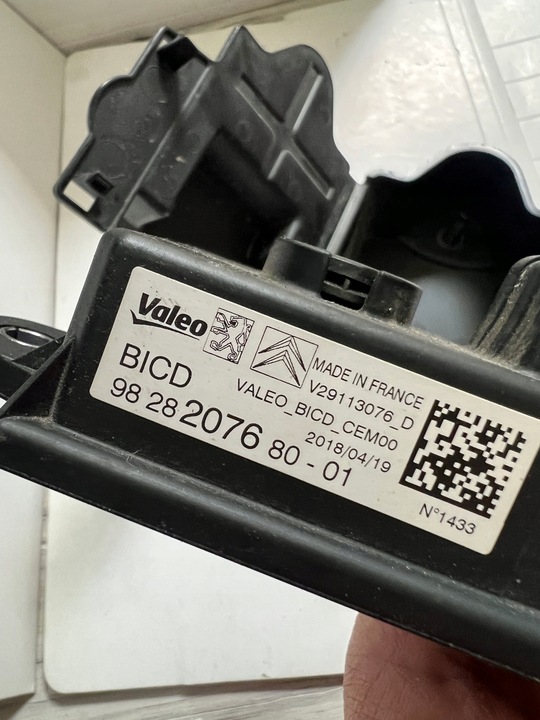 Valeo
MADE IN FRANCE
V29113076_D
BICD
VALEO_BICD_CEM00
98 28 2076 80 - 01
2018/04/19
N°1433